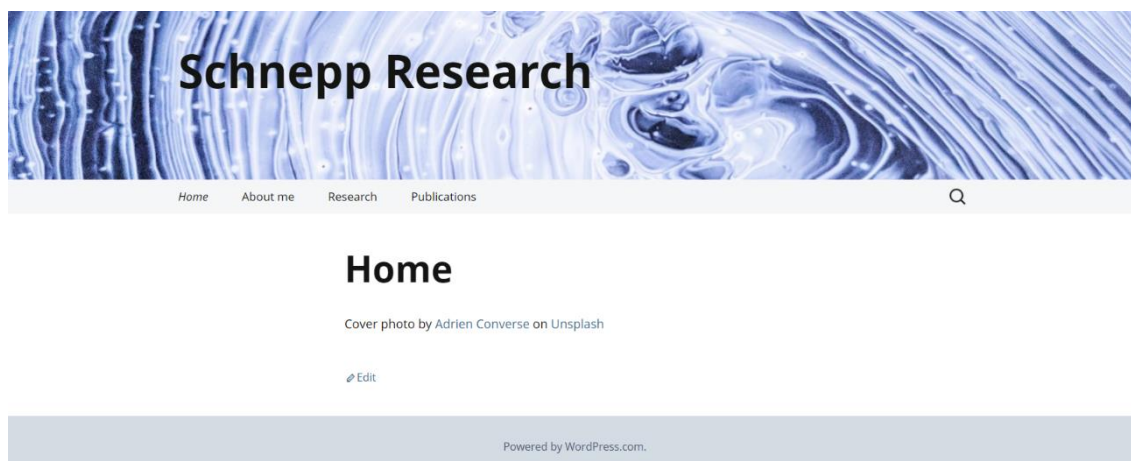 Schnepp Research
Home About me Research Publications
Home
Cover photo by Adrien Converse on Unsplash
Edit
Powered by WordPress.com.